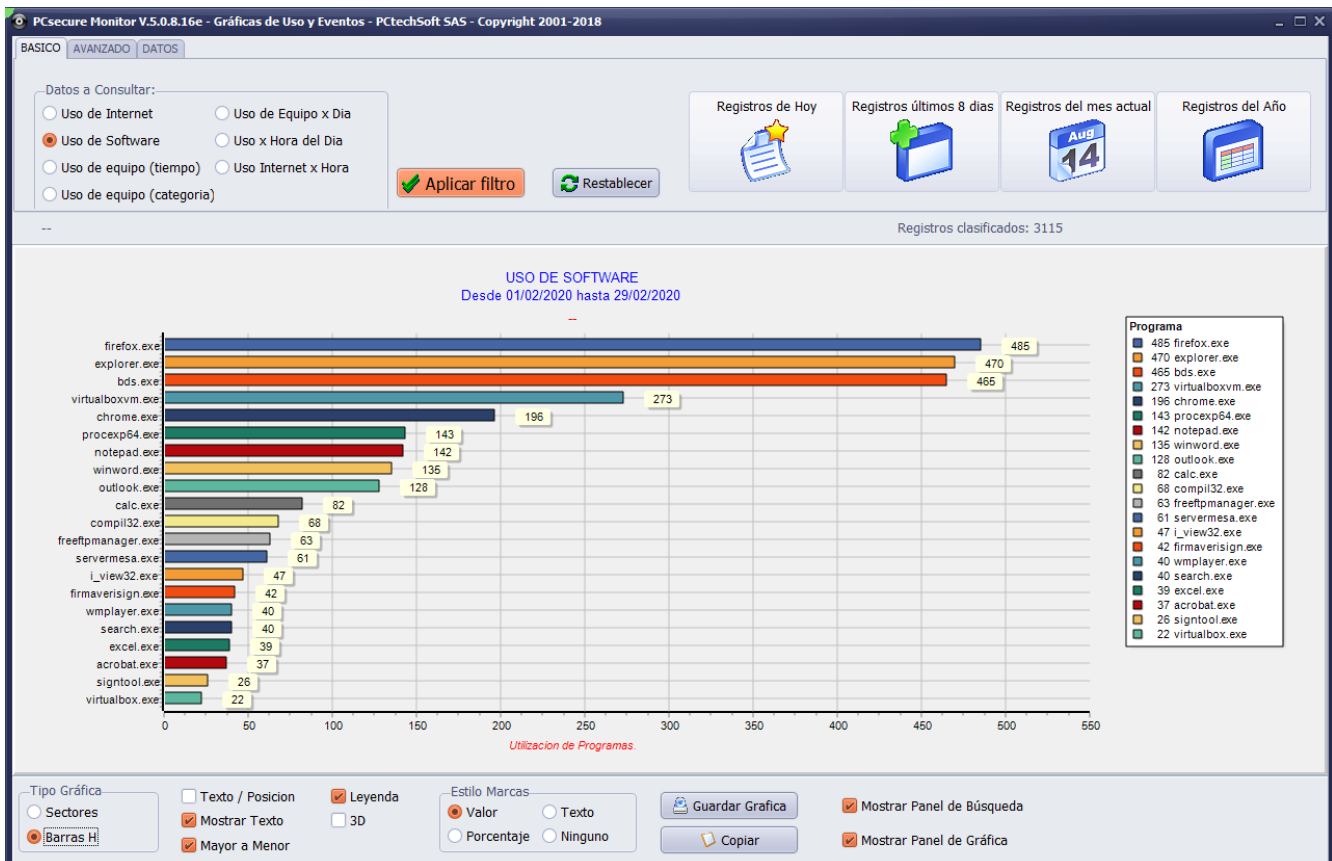 PCsecure Monitor V.5.0.8.16e - Gráficas de Uso y Eventos - PCtechSoft SAS - Copyright 2001-2018
BASICO AVANZADO DATOS
Datos a Consultar:
Uso de Internet
Uso de Equipo x Dia
Uso de Software
Uso x Hora del Dia
Uso de equipo (tiempo)
Uso Internet x Hora
Uso de equipo (categoria)
Aplicar filtro
Restablecer
Registros de Hoy
Registros últimos 8 dias
Registros del mes actual
Aug
14
Registros del Año
--
Registros clasificados: 3115
USO DE SOFTWARE
Desde 01/02/2020 hasta 29/02/2020
--
firefox.exe 485
explorer.exe 470
bds.exe 465
virtualboxvm.exe 273
chrome.exe 196
procexp64.exe 143
notepad.exe 142
winword.exe 135
outlook.exe 128
calc.exe 82
compil32.exe 68
freeftpmanager.exe 63
servermesa.exe 61
i_view32.exe 47
firmaverisign.exe 42
wmplayer.exe 40
search.exe 40
excel.exe 39
acrobat.exe 37
signtool.exe 26
virtualbox.exe 22
0 50 100 150 200 250 300 350 400 450 500 550
Utilizacion de Programas.
Programa
485 firefox.exe
470 explorer.exe
465 bds.exe
273 virtualboxvm.exe
196 chrome.exe
143 procexp64.exe
142 notepad.exe
135 winword.exe
128 outlook.exe
82 calc.exe
68 compil32.exe
63 freeftpmanager.exe
61 servermesa.exe
47 i_view32.exe
42 firmaverisign.exe
40 wmplayer.exe
40 search.exe
39 excel.exe
37 acrobat.exe
26 signtool.exe
22 virtualbox.exe
Tipo Gráfica
Sectores
Barras H
Texto / Posicion
Mostrar Texto
Mayor a Menor
Leyenda
3D
Estilo Marcas
Valor
Texto
Porcentaje
Ninguno
Guardar Grafica
Copiar
Mostrar Panel de Búsqueda
Mostrar Panel de Gráfica